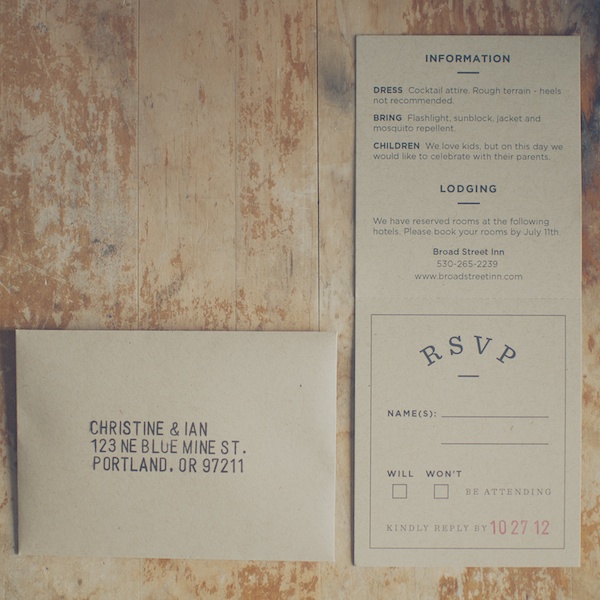 INFORMATION
DRESS Cocktail attire. Rough terrain - heels
not recommended.
BRING Flashlight, sunblock, jacket and
mosquito repellent.
CHILDREN We love kids, but on this day we
would like to celebrate with their parents.
LODGING
We have reserved rooms at the following
hotels. Please book your rooms by July 11th.
Broad Street Inn
530-265-2239
www.broadstreetinn.com
RSVP
NAME(S):
WILL WON'T
BE ATTENDING
KINDLY REPLY BY 10 27 12
CHRISTINE & IAN
123 NE BLUE MINE ST.
PORTLAND, OR 97211